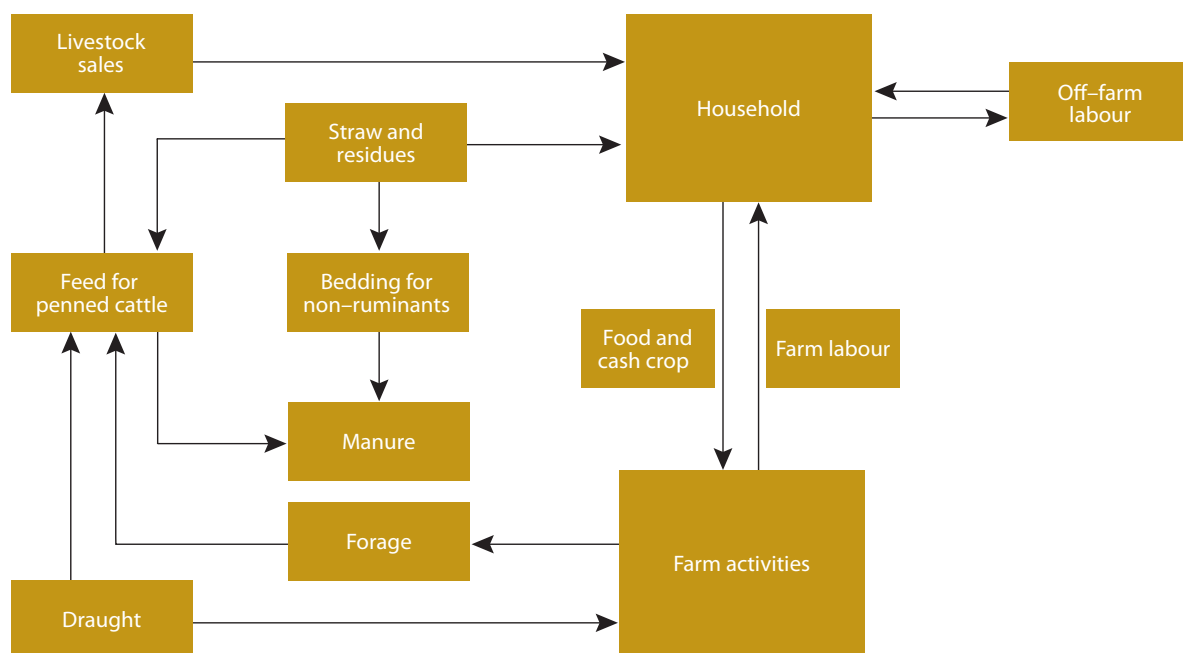 Livestock
sales
Household
Off–farm
labour
Straw and
residues
Feed for
penned cattle
Bedding for
non–ruminants
Food and
cash crop
Farm labour
Manure
Forage
Farm activities
Draught